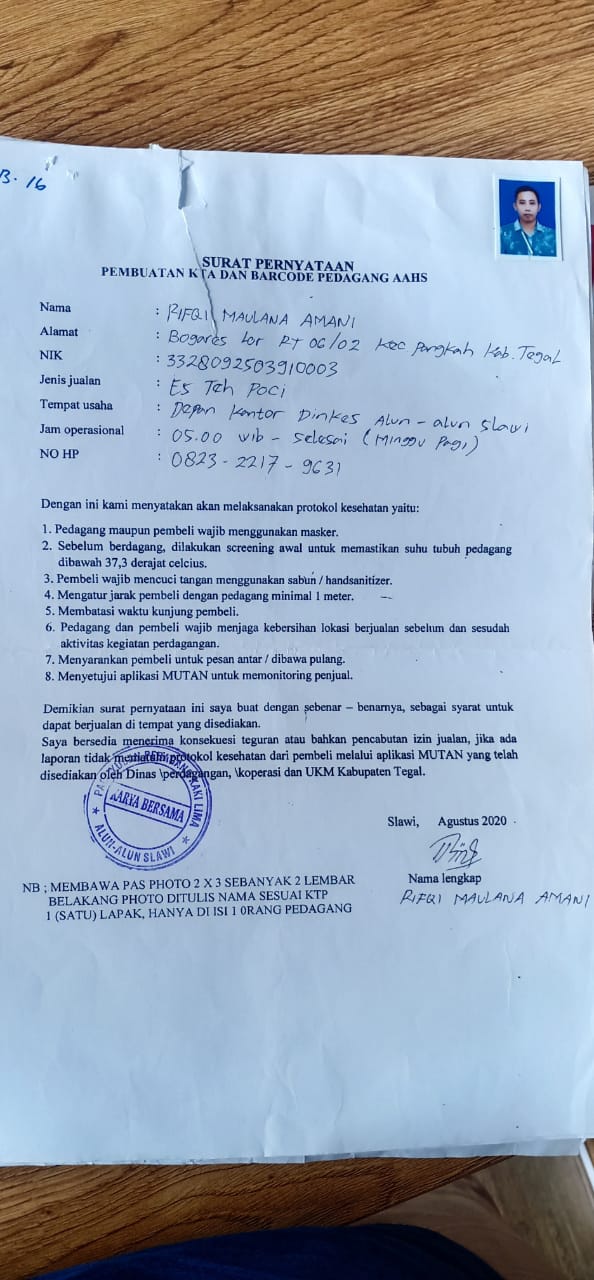 B. 16
SURAT PERNYATAAN
PEMBUATAN KTA DAN BARCODE PEDAGANG AAHS
Nama : RIFQI MAULANA AMANI
Alamat : Bogares lor RT 06/02 Kec Pangkah Kab. Tegal
NIK : 3328092503910003
Jenis jualan : Es Teh Poci
Tempat usaha : Depan Kantor Dinkes Alun-alun Slawi
Jam operasional : 05.00 wib - selesai (Minggu Pagi)
NO HP : 0823-2217-9631
Dengan ini kami menyatakan akan melaksanakan protokol kesehatan yaitu:
1. Pedagang maupun pembeli wajib menggunakan masker.
2. Sebelum berdagang, dilakukan screening awal untuk memastikan suhu tubuh pedagang
dibawah 37,3 derajat celcius.
3. Pembeli wajib mencuci tangan menggunakan sabun / handsanitizer.
4. Mengatur jarak pembeli dengan pedagang minimal 1 meter.
5. Membatasi waktu kunjung pembeli.
6. Pedagang dan pembeli wajib menjaga kebersihan lokasi berjualan sebelum dan sesudah
aktivitas kegiatan perdagangan.
7. Menyarankan pembeli untuk pesan antar / dibawa pulang.
8. Menyetujui aplikasi MUTAN untuk memonitoring penjual.
Demikian surat pernyataan ini saya buat dengan sebenar – benarnya, sebagai syarat untuk
dapat berjualan di tempat yang disediakan.
Saya bersedia menerima konsekuesi teguran atau bahkan pencabutan izin jualan, jika ada
laporan tidak mematuhi protokol kesehatan dari pembeli melalui aplikasi MUTAN yang telah
disediakan oleh Dinas \perdagangan, \koperasi dan UKM Kabupaten Tegal.
KAKI LIMA
KARYA BERSAMA
ALUN-ALUN SLAWI
Slawi, Agustus 2020
Nama lengkap
RIFQI MAULANA AMANI
NB ; MEMBAWA PAS PHOTO 2 X 3 SEBANYAK 2 LEMBAR
BELAKANG PHOTO DITULIS NAMA SESUAI KTP
1 (SATU) LAPAK, HANYA DI ISI 1 0RANG PEDAGANG